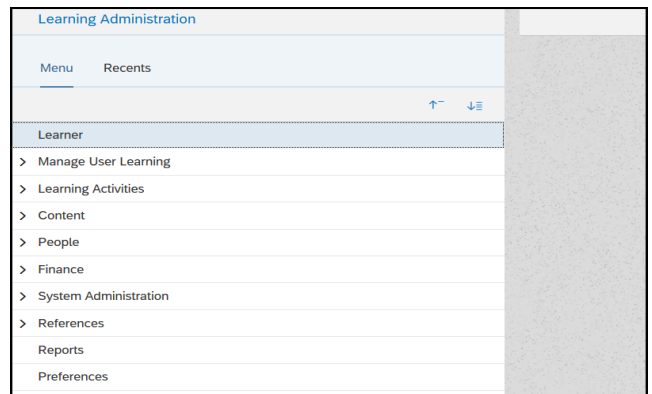 Learning Administration
Menu Recents
Learner
Manage User Learning
Learning Activities
Content
People
Finance
System Administration
References
Reports
Preferences